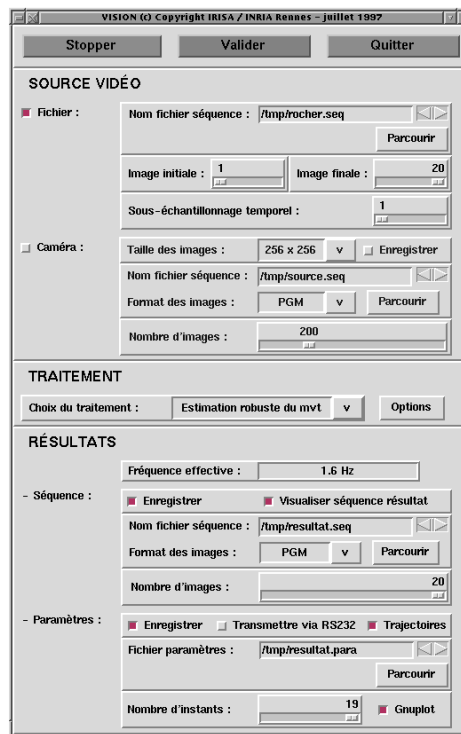 VISION (c) Copyright IRISA / INRIA Rennes - juillet 1997
Stopper Valider Quitter
SOURCE VIDÉO
Fichier :
Nom fichier séquence : /tmp/rocher.seq
Parcourir
Image initiale : 1 Image finale : 20
Sous-échantillonnage temporel : 1
Caméra :
Taille des images : 256 x 256 v Enregistrer
Nom fichier séquence : /tmp/source.seq
Format des images : PGM v Parcourir
Nombre d'images : 200
TRAITEMENT
Choix du traitement : Estimation robuste du mvt v Options
RÉSULTATS
Fréquence effective : 1.6 Hz
- Séquence :
Enregistrer Visualiser séquence résultat
Nom fichier séquence : /tmp/resultat.seq
Format des images : PGM v Parcourir
Nombre d'images : 20
- Paramètres :
Enregistrer Transmettre via RS232 Trajectoires
Fichier paramètres : /tmp/resultat.para
Parcourir
Nombre d'instants : 19 Gnuplot